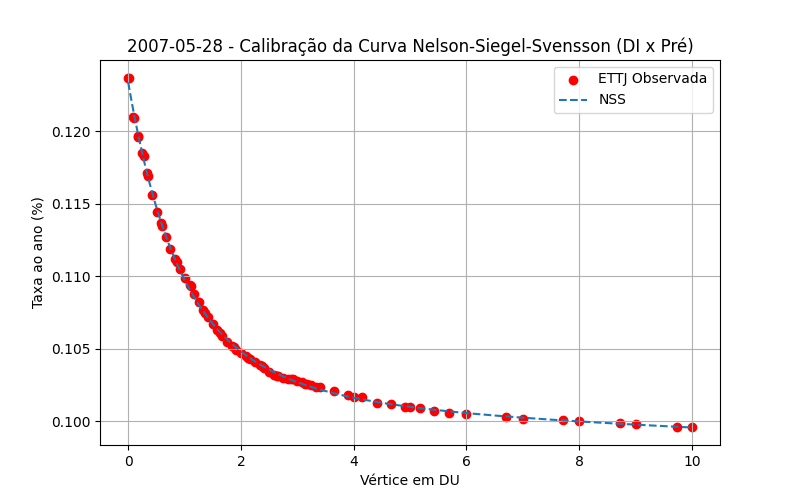 2007-05-28 - Calibração da Curva Nelson-Siegel-Svensson (DI x Pré)
ETTJ Observada
NSS
Taxa ao ano (%)
0.120
0.115
0.110
0.105
0.100
0 2 4 6 8 10
Vértice em DU